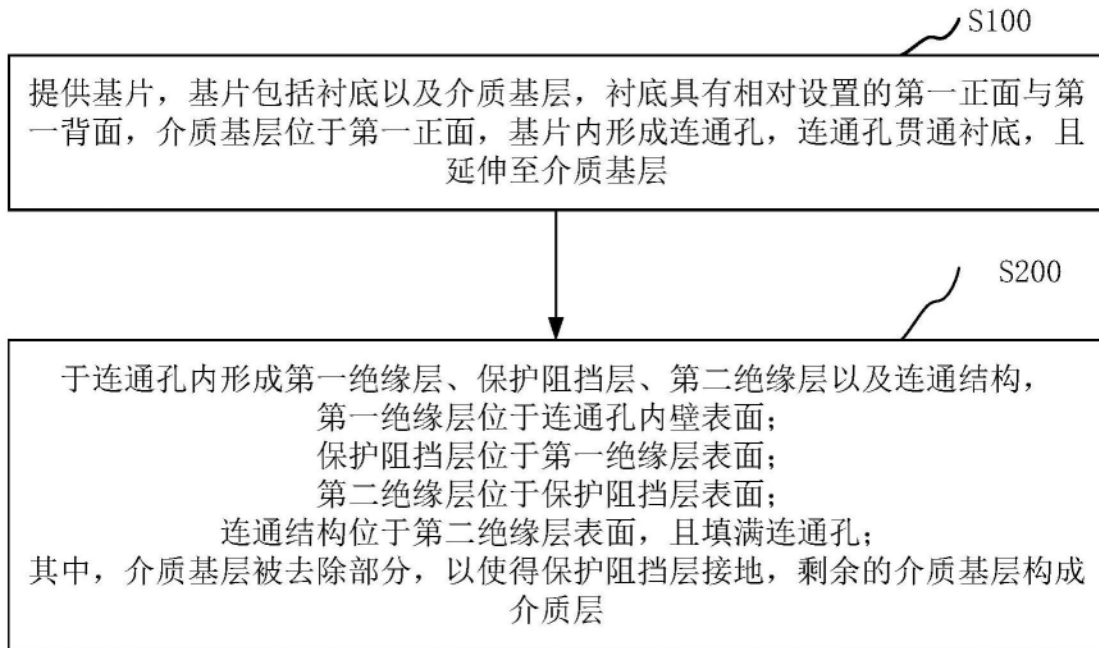 S100
提供基片，基片包括衬底以及介质基层，衬底具有相对设置的第一正面与第
一背面，介质基层位于第一正面，基片内形成连通孔，连通孔贯通衬底，且
延伸至介质基层
S200
于连通孔内形成第一绝缘层、保护阻挡层、第二绝缘层以及连通结构，
第一绝缘层位于连通孔内壁表面；
保护阻挡层位于第一绝缘层表面；
第二绝缘层位于保护阻挡层表面；
连通结构位于第二绝缘层表面，且填满连通孔；
其中，介质基层被去除部分，以使得保护阻挡层接地，剩余的介质基层构成
介质层